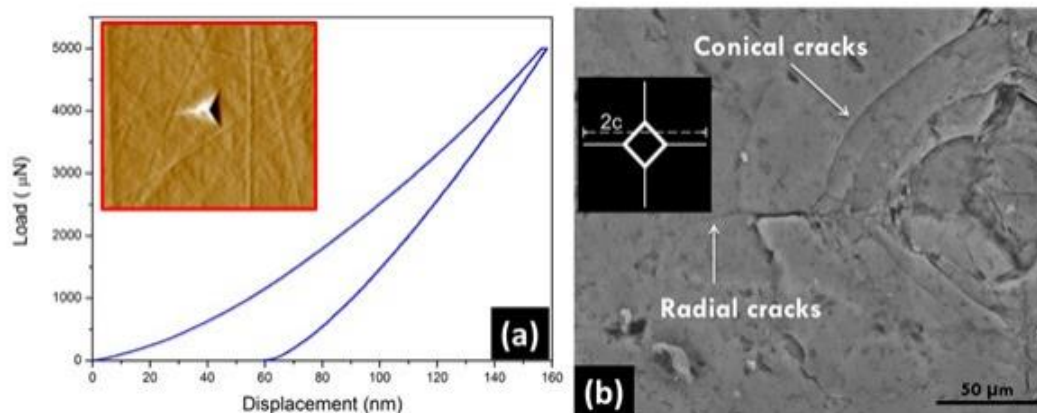 5000
4000
3000
2000
1000
0
Load ( μN)
0 20 40 60 80 100 120 140 160
Displacement (nm)
(a)
Conical cracks
2c
Radial cracks
(b)
50 μm